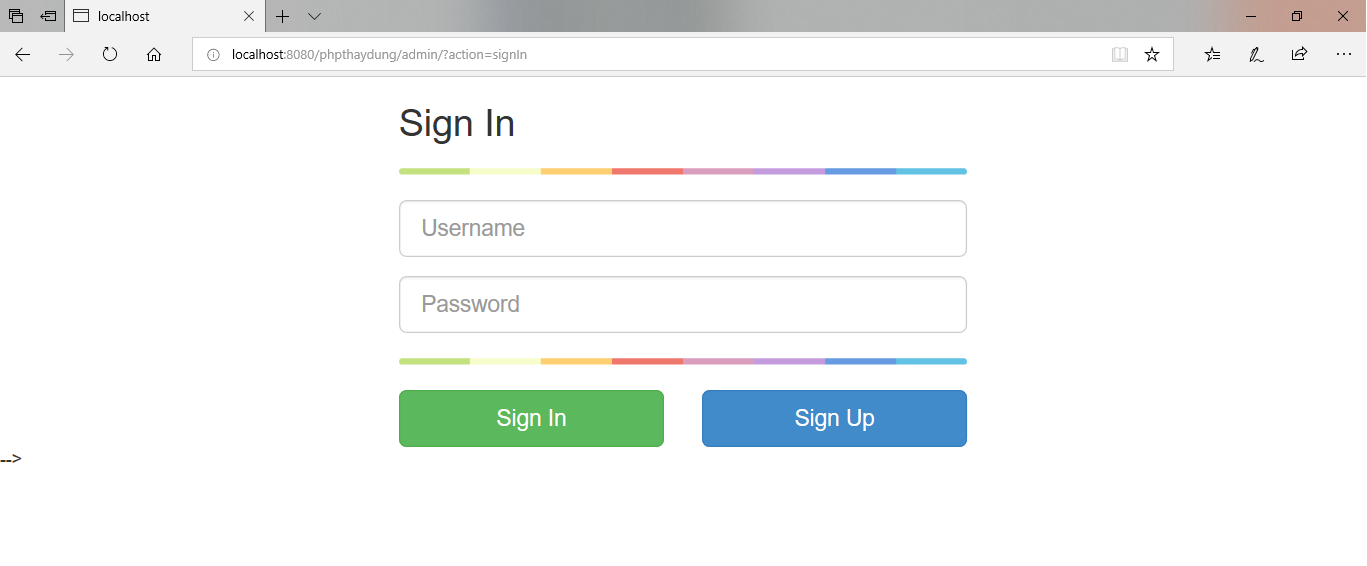 localhost
localhost:8080/phpthaydung/admin/?action=signIn
Sign In
Username
Password
Sign In
Sign Up
-->